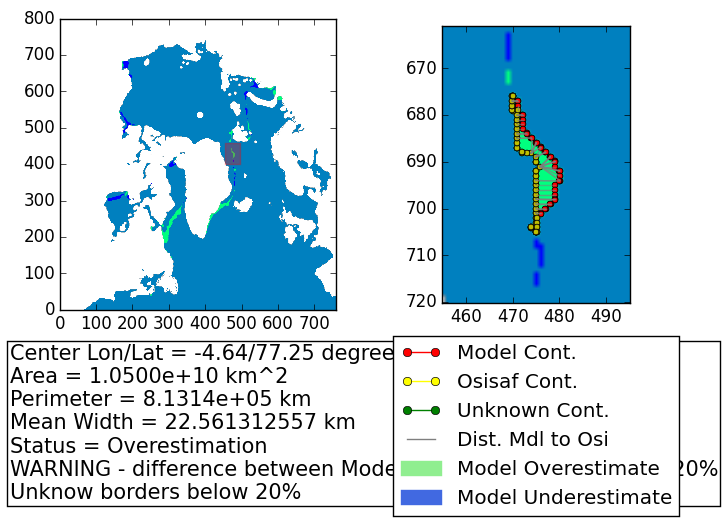 800
700
600
500
400
300
200
100
0
0 100 200 300 400 500 600 700
670
680
690
700
710
720
460 470 480 490
Center Lon/Lat = -4.64/77.25 degree
Area = 1.0500e+10 km^2
Perimeter = 8.1314e+05 km
Mean Width = 22.561312557 km
Status = Overestimation
WARNING - difference between Mode 20%
Unknow borders below 20%
Model Cont.
Osisaf Cont.
Unknown Cont.
Dist. Mdl to Osi
Model Overestimate
Model Underestimate